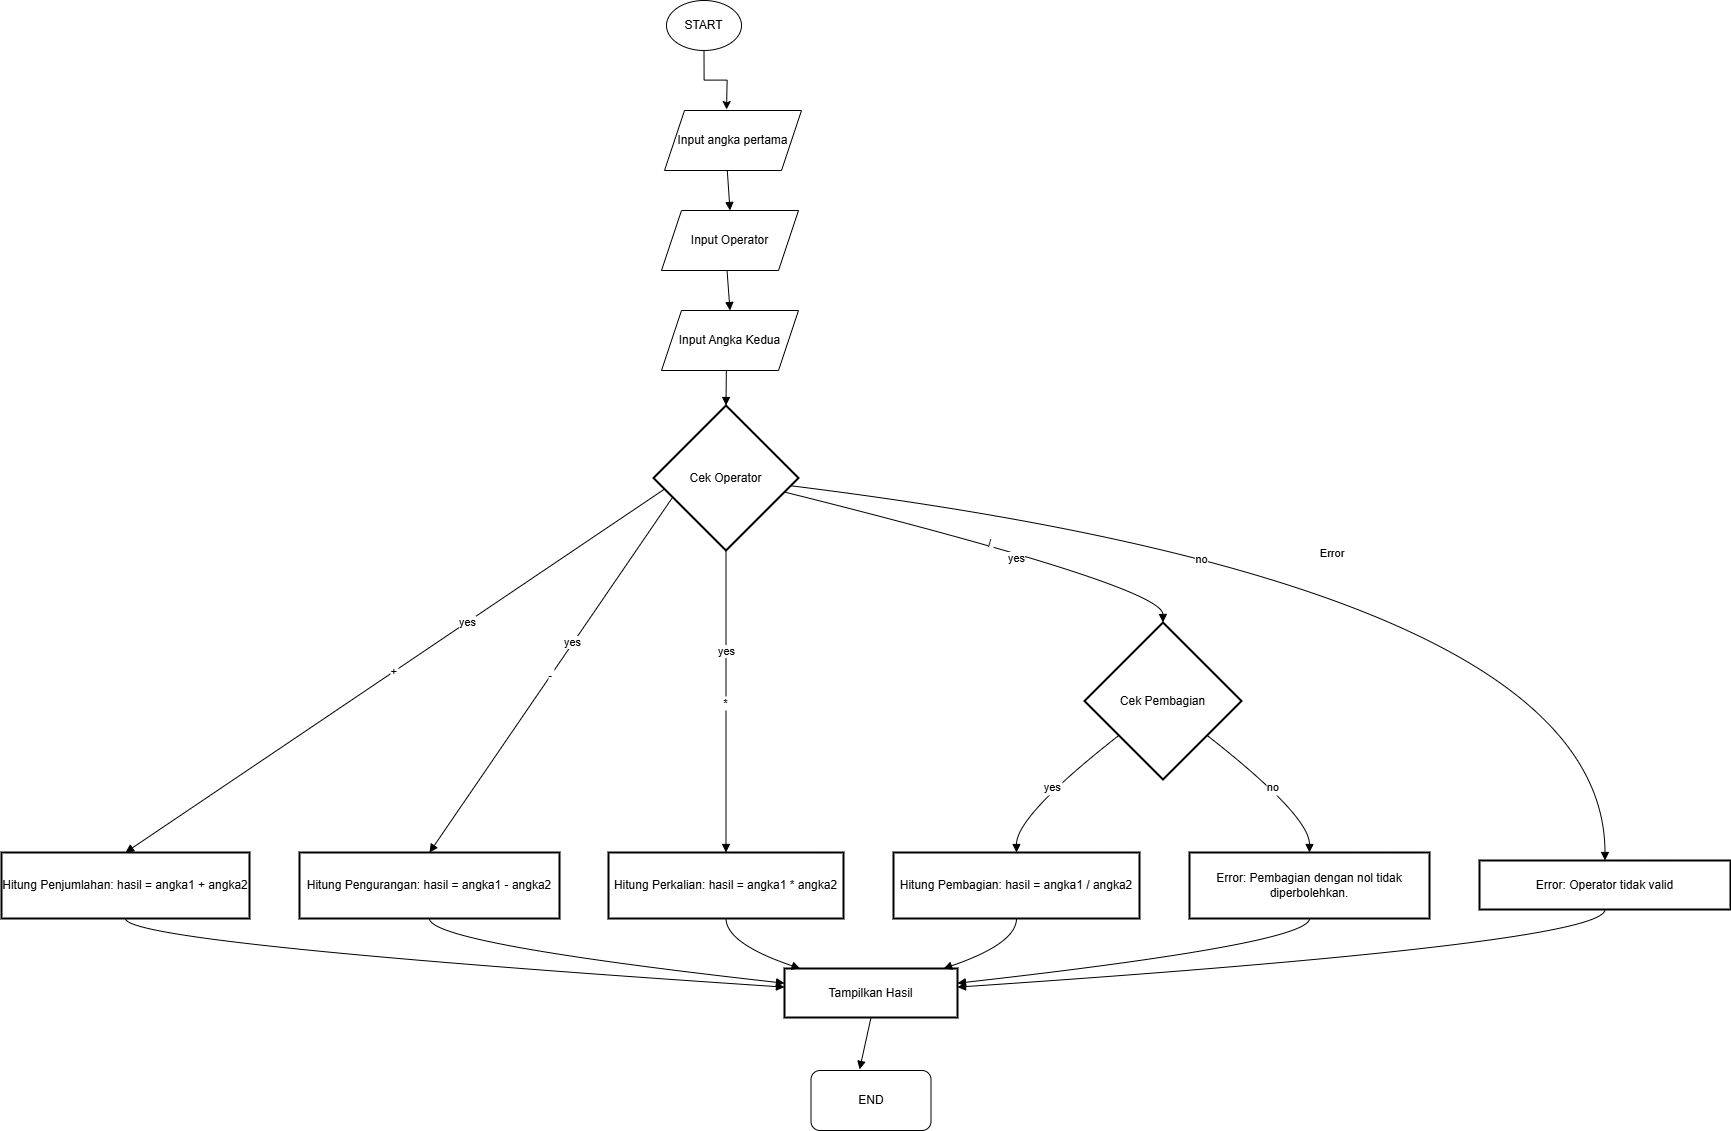 START
Input angka pertama
Input Operator
Input Angka Kedua
Cek Operator
/
yes
no
Error
yes
+
yes
-
yes
*
Cek Pembagian
yes
no
Hitung Penjumlahan: hasil = angka1 + angka2
Hitung Pengurangan: hasil = angka1 - angka2
Hitung Perkalian: hasil = angka1 * angka2
Hitung Pembagian: hasil = angka1 / angka2
Error: Pembagian dengan nol tidak
diperbolehkan.
Error: Operator tidak valid
Tampilkan Hasil
END